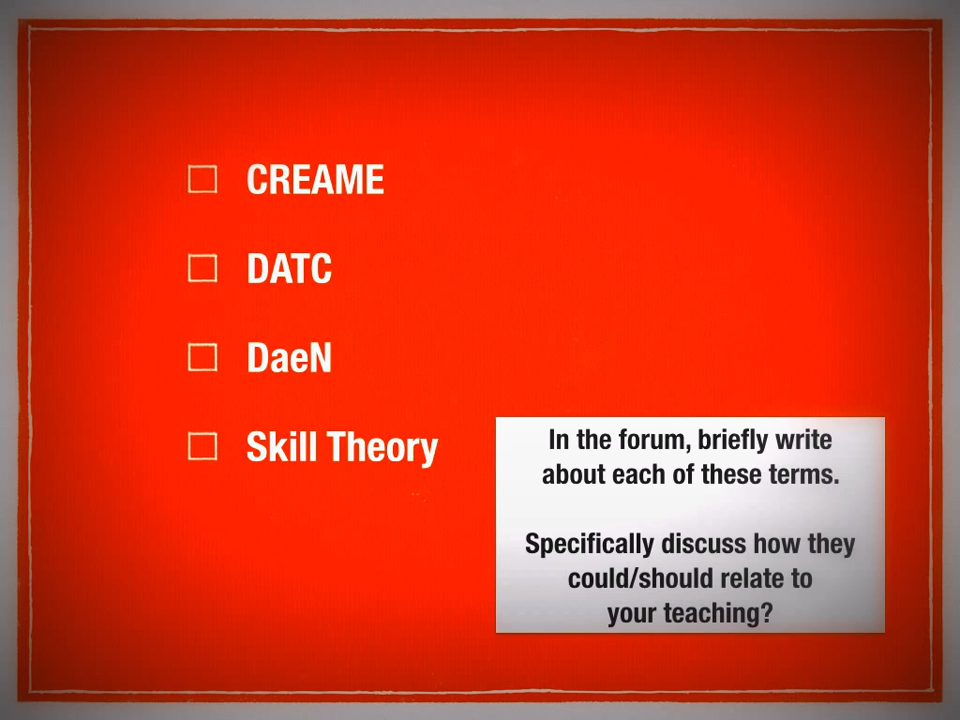 CREAME
DATC
DaeN
Skill Theory
In the forum, briefly write
about each of these terms.
Specifically discuss how they
could/should relate to
your teaching?